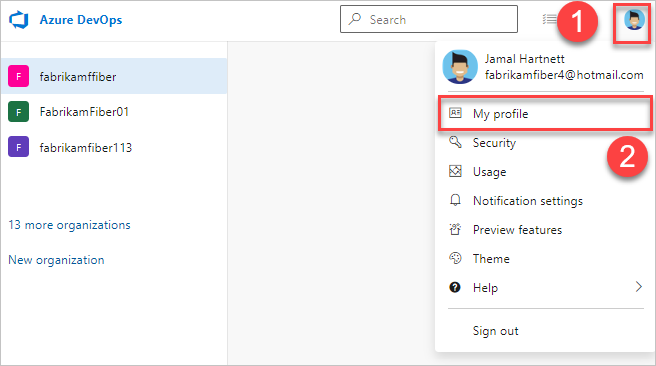 Azure DevOps
Search
1
F fabrikamffiber
F FabrikamFiber01
F fabrikamfiber113
13 more organizations
New organization
Jamal Hartnett
fabrikamfiber4@hotmail.com
My profile
2
Security
Usage
Notification settings
Preview features
Theme
Help
Sign out